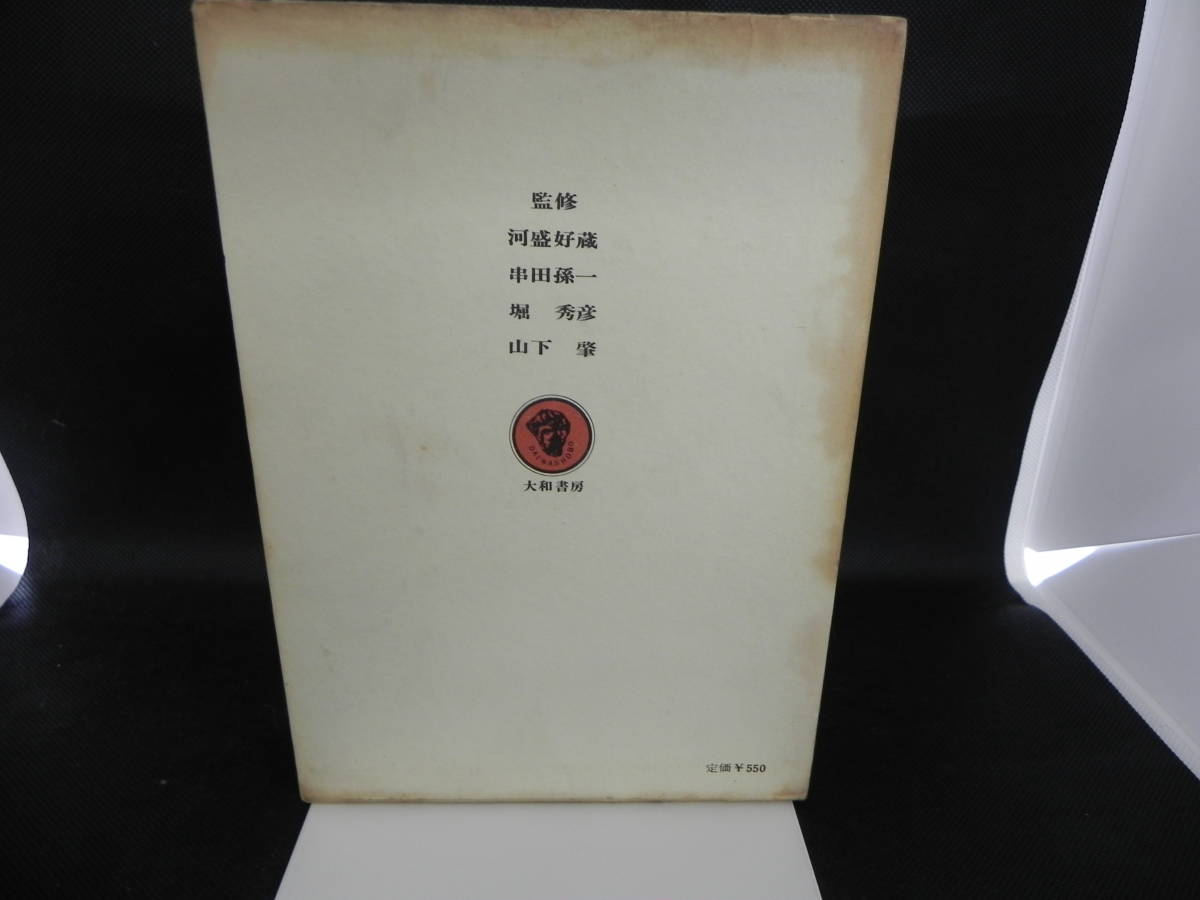 監修
河盛好蔵
串田孫一
堀 秀彦
山下 肇
DAIWASHOBO
大和書房
定価￥550